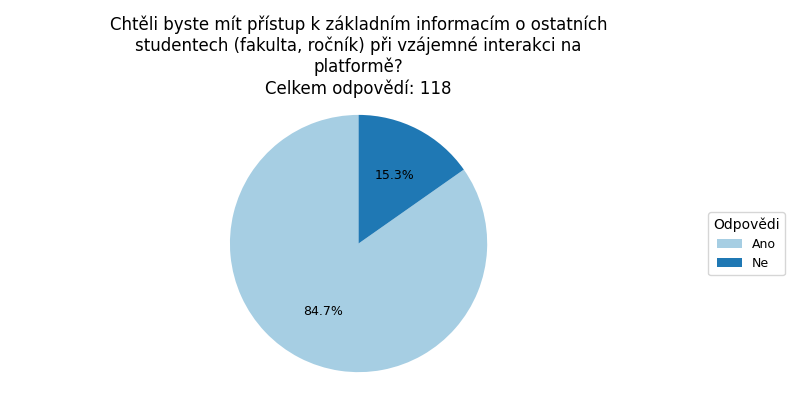 Chtěli byste mít přístup k základním informacím o ostatních
studentech (fakulta, ročník) při vzájemné interakci na
platformě?
Celkem odpovědí: 118
15.3%
84.7%
Odpovědi
Ano
Ne